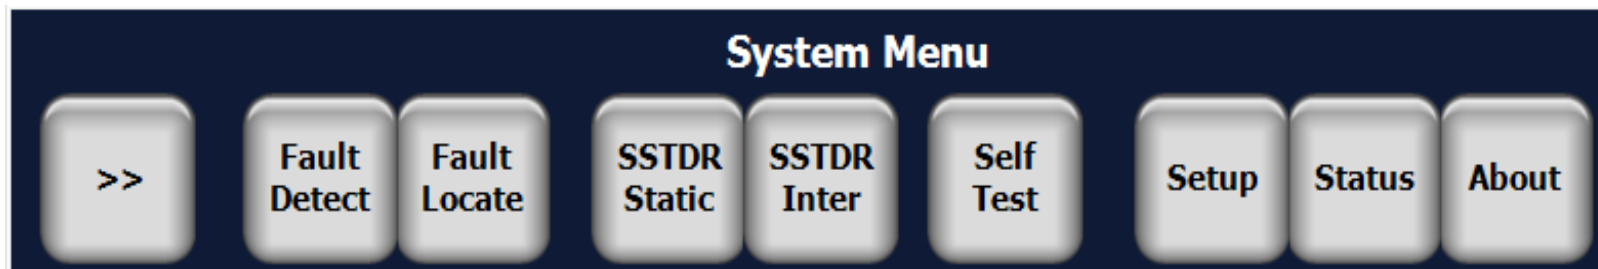 System Menu
>>
Fault
Detect
Fault
Locate
SSTDR
Static
SSTDR
Inter
Self
Test
Setup
Status
About